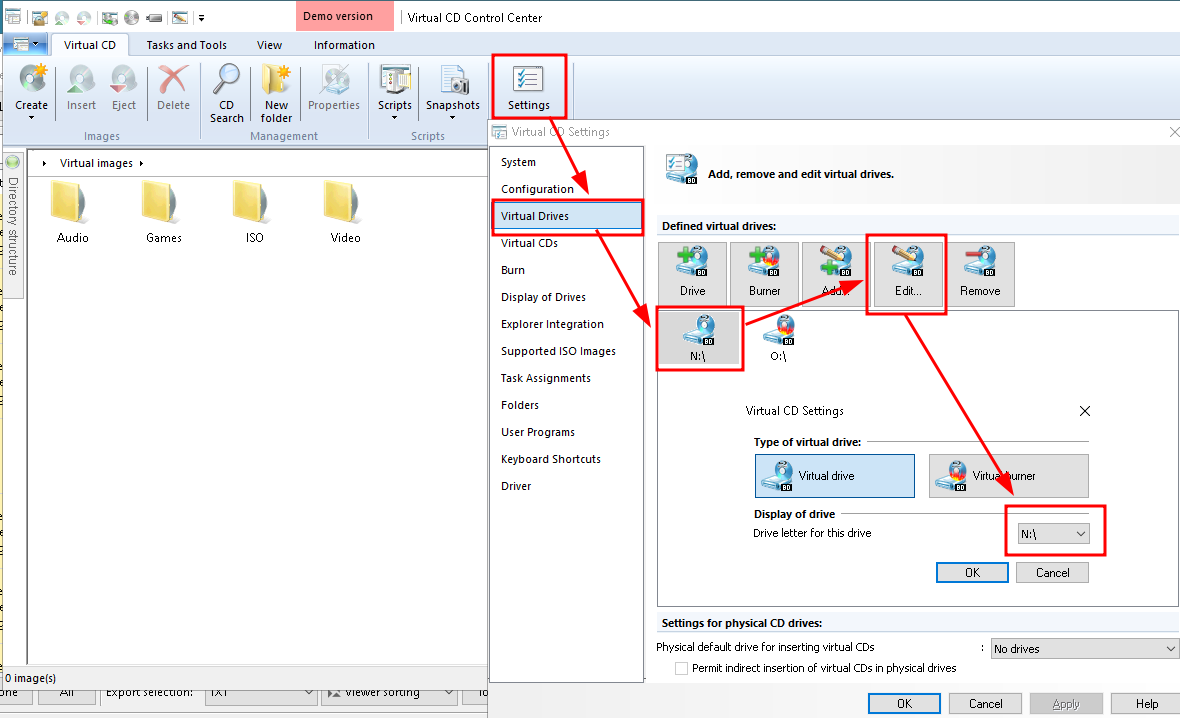 Demo version
Virtual CD Control Center
Virtual CD
Tasks and Tools
View
Information
Create
Insert
Eject
Delete
CD
Search
New
folder
Properties
Scripts
Snapshots
Settings
Images
Management
Scripts
Virtual CD Settings
Directory structure
Virtual images
Audio
Games
ISO
Video
System
Configuration
Virtual Drives
Virtual CDs
Burn
Display of Drives
Explorer Integration
Supported ISO Images
Task Assignments
Folders
User Programs
Keyboard Shortcuts
Driver
Add, remove and edit virtual drives.
Defined virtual drives:
Drive
Burner
Add...
Edit...
Remove
N:\
O:\
Virtual CD Settings
Type of virtual drive:
Virtual drive
Virtual burner
Display of drive
Drive letter for this drive
N:\
OK
Cancel
Settings for physical CD drives:
Physical default drive for inserting virtual CDs :
No drives
Permit indirect insertion of virtual CDs in physical drives
OK
Cancel
Apply
Help
0 image(s)
All
Export selection:
TXT
Viewer sorting